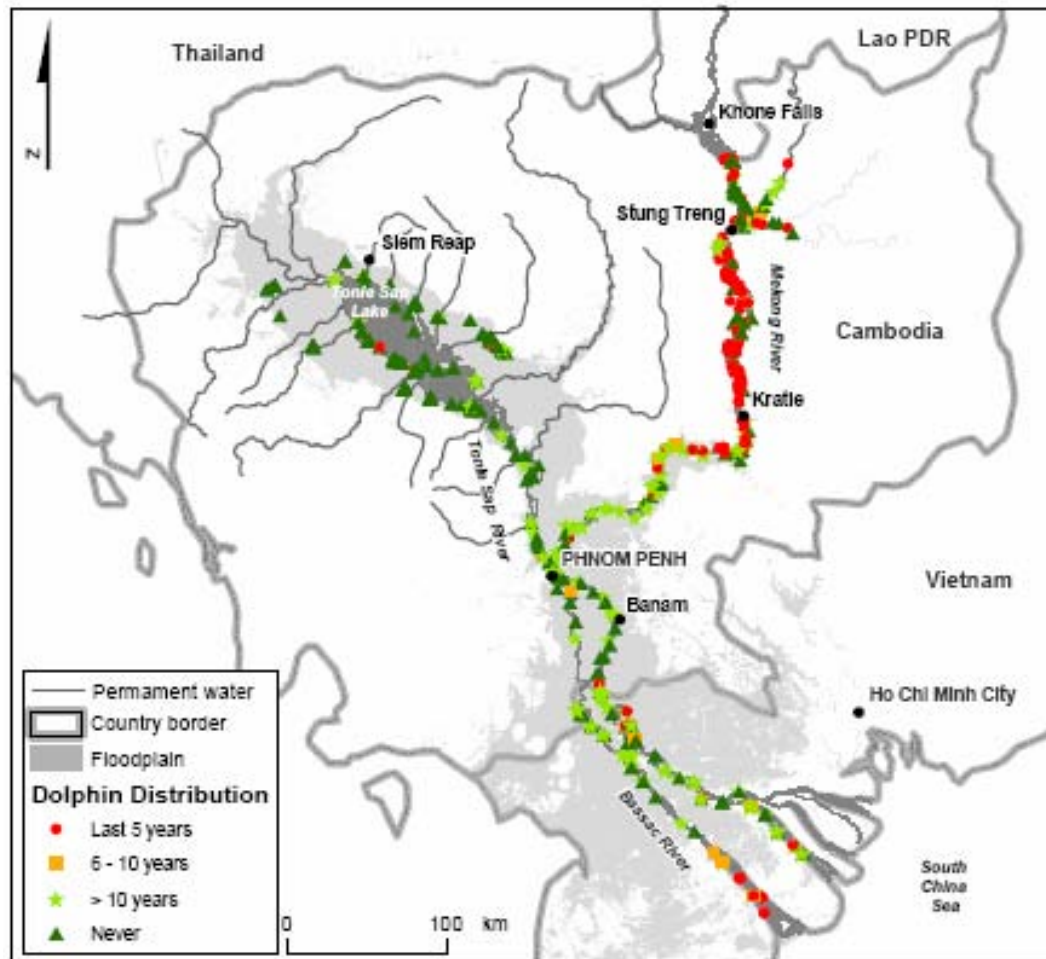 Thailand
Lao PDR
Khone Falls
N
Stung Treng
Siem Reap
Tonle Sap
Lake
Mekong River
Cambodia
Kratie
Tonle Sap River
PHNOM PENH
Vietnam
Banam
Ho Chi Minh City
Bassac River
South
China
Sea
Permament water
Country border
Floodplain
Dolphin Distribution
Last 5 years
6 - 10 years
> 10 years
Never
0 100 km